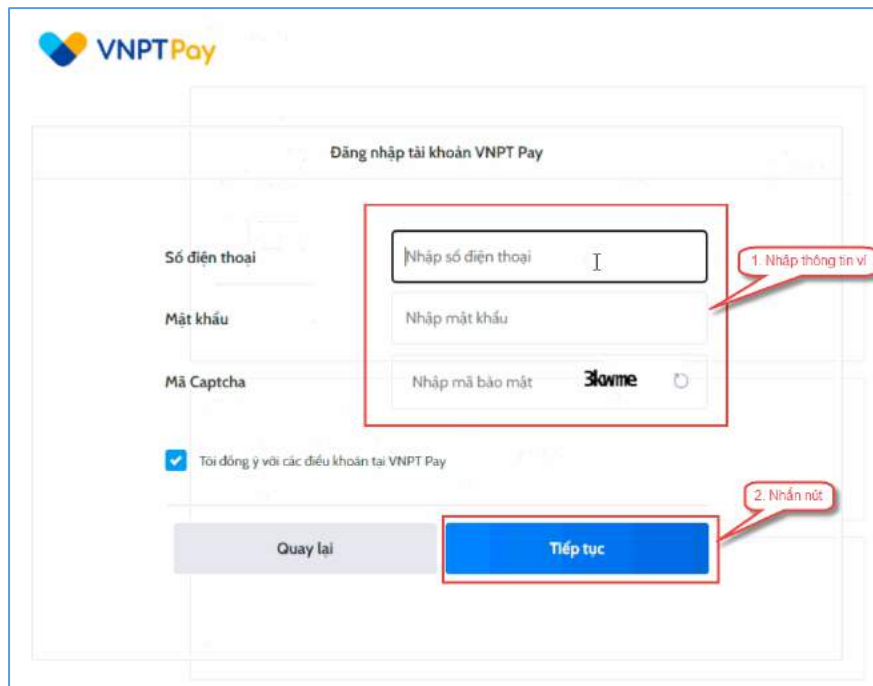 VNPT Pay
Đăng nhập tài khoản VNPT Pay
Số điện thoại
Nhập số điện thoại
1. Nhập thông tin ví
Mật khẩu
Nhập mật khẩu
Mã Captcha
Nhập mã bảo mật
3kwme
Tôi đồng ý với các điều khoản tại VNPT Pay
2. Nhấn nút
Quay lại
Tiếp tục